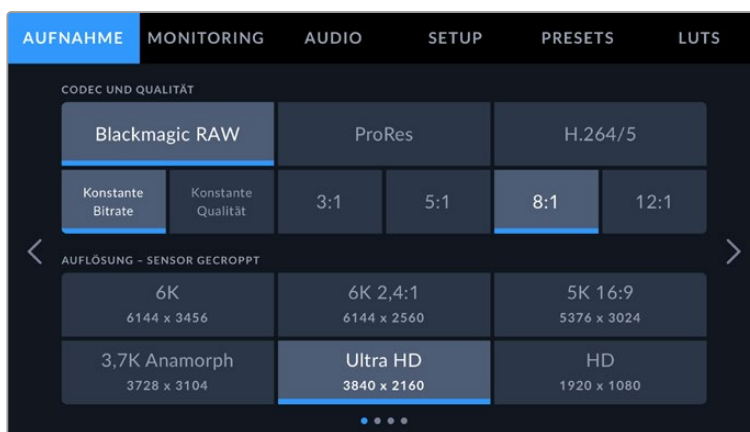 AUFNAHME MONITORING AUDIO SETUP PRESETS LUTS
CODEC UND QUALITÄT
Blackmagic RAW ProRes H.264/5
Konstante Bitrate Konstante Qualität 3:1 5:1 8:1 12:1
AUFLÖSUNG – SENSOR GECROPPT
6K 6K 2,4:1 5K 16:9
6144 x 3456 6144 x 2560 5376 x 3024
3,7K Anamorph Ultra HD HD
3728 x 3104 3840 x 2160 1920 x 1080